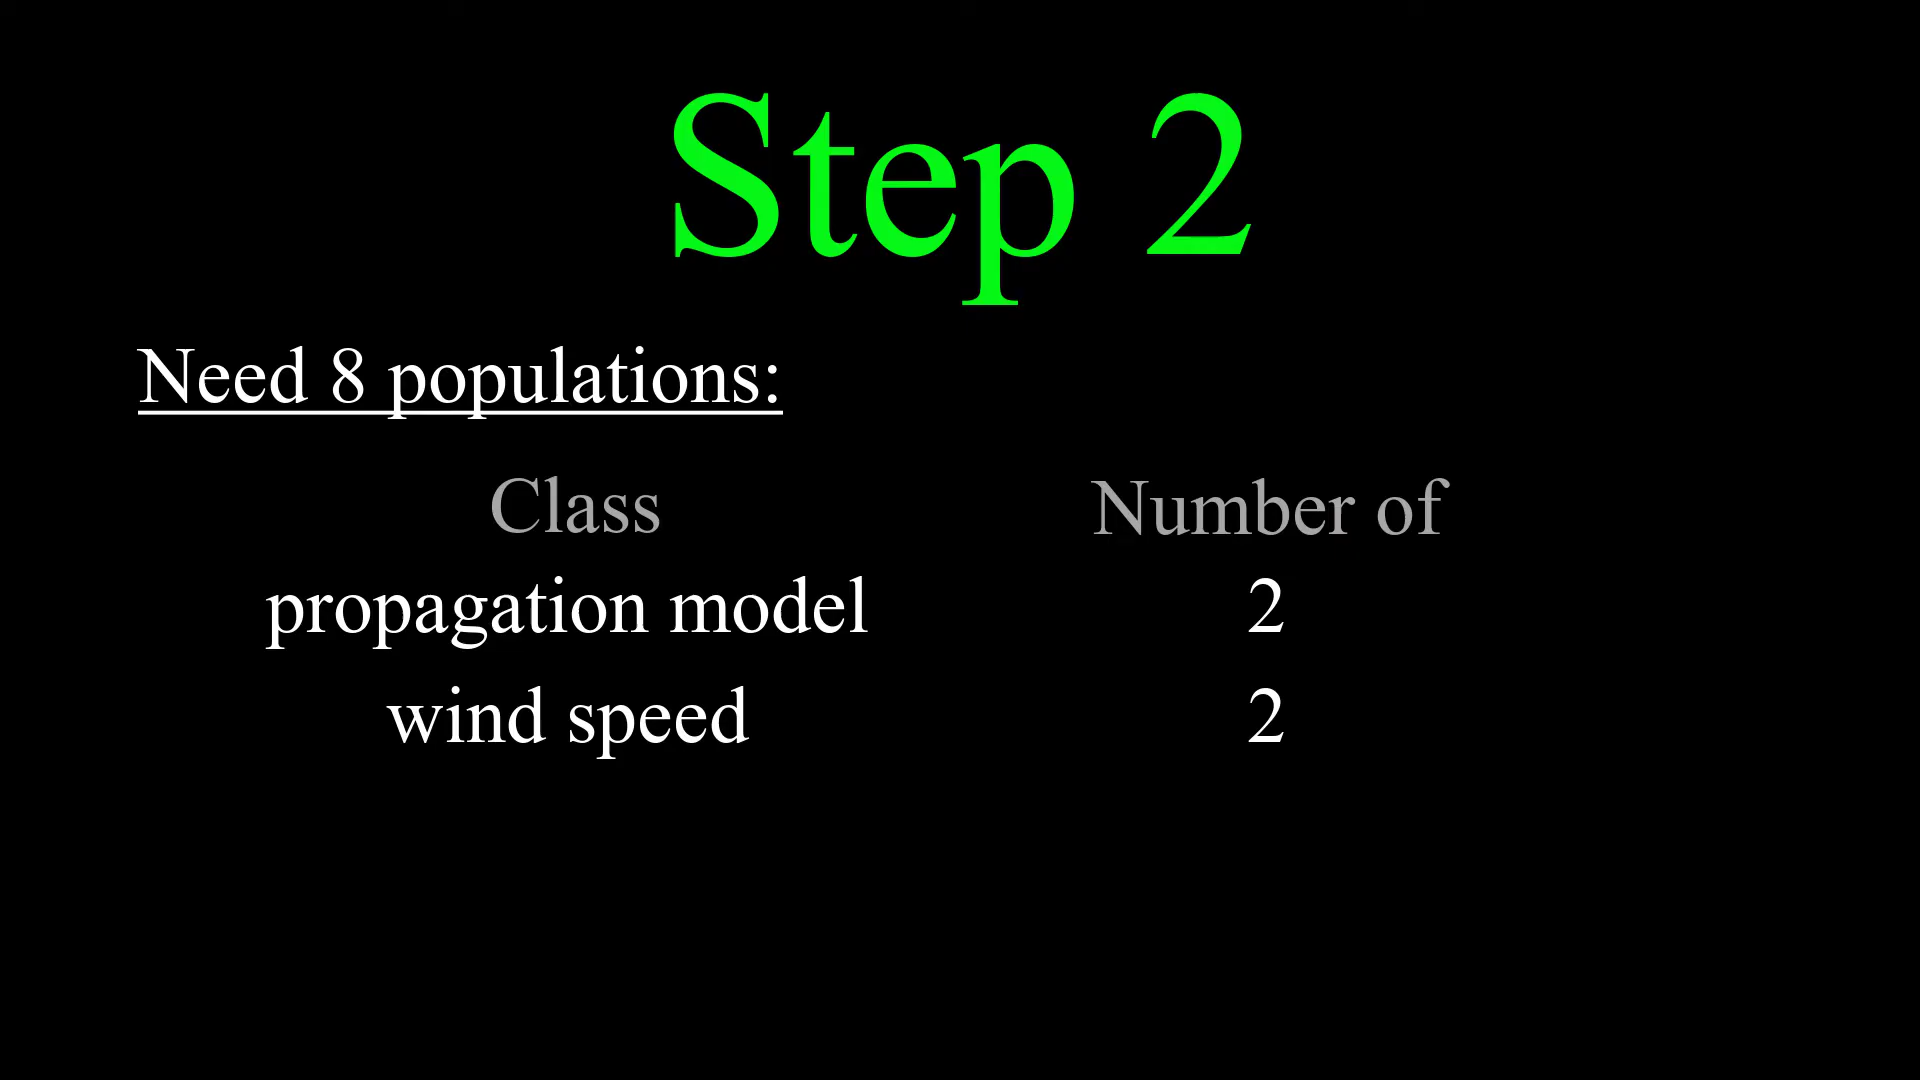 Step 2
Need 8 populations:
Class Number of
propagation model 2
wind speed 2